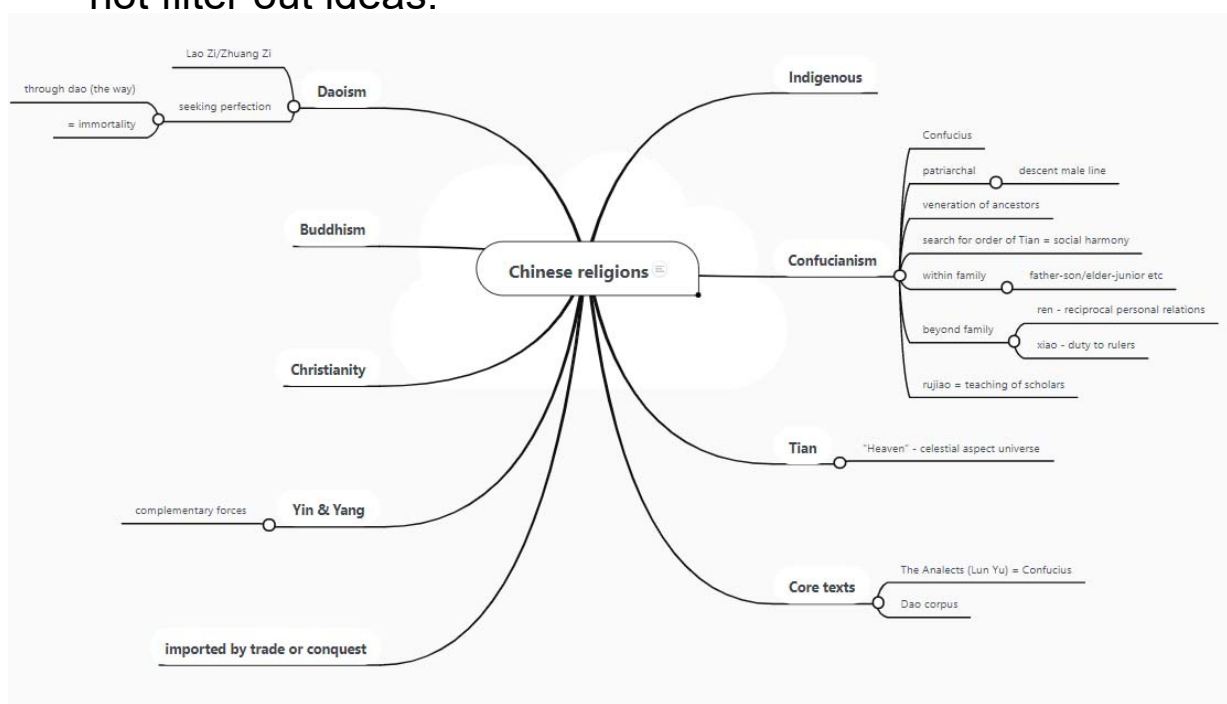 not filter out ideas.
Chinese religions
Indigenous
Confucianism
Confucius
patriarchal
descent male line
veneration of ancestors
search for order of Tian = social harmony
within family
father-son/elder-junior etc
beyond family
ren - reciprocal personal relations
xiao - duty to rulers
rujiao = teaching of scholars
Tian
"Heaven" - celestial aspect universe
Core texts
The Analects (Lun Yu) = Confucius
Dao corpus
Daoism
Lao Zi/Zhuang Zi
seeking perfection
through dao (the way)
= immortality
Buddhism
Christianity
Yin & Yang
complementary forces
imported by trade or conquest